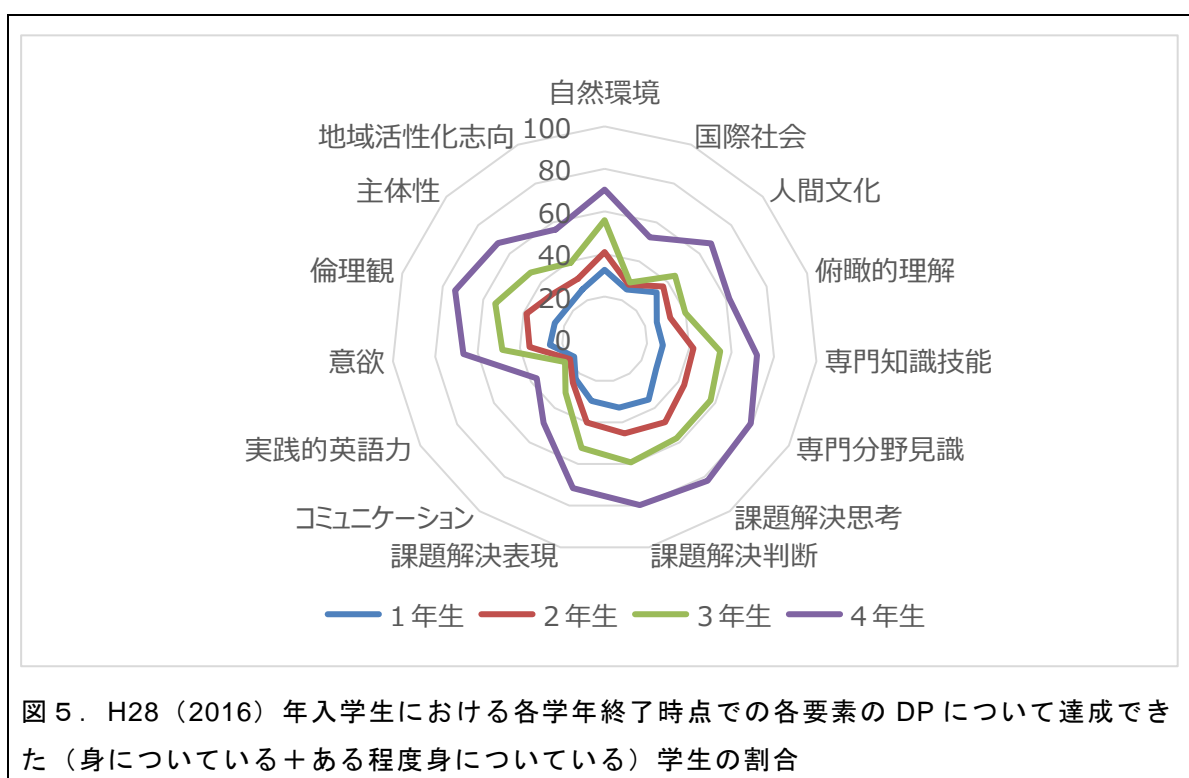 自然環境
地域活性化志向
100
国際社会
80
主体性
人間文化
60
40
倫理観
俯瞰的理解
20
0
意欲
専門知識技能
実践的英語力
専門分野見識
コミュニケーション
課題解決思考
課題解決表現
課題解決判断
1年生
2年生
3年生
4年生
図5．H28（2016）年入学生における各学年終了時点での各要素の DP について達成でき
た（身についている＋ある程度身についている）学生の割合